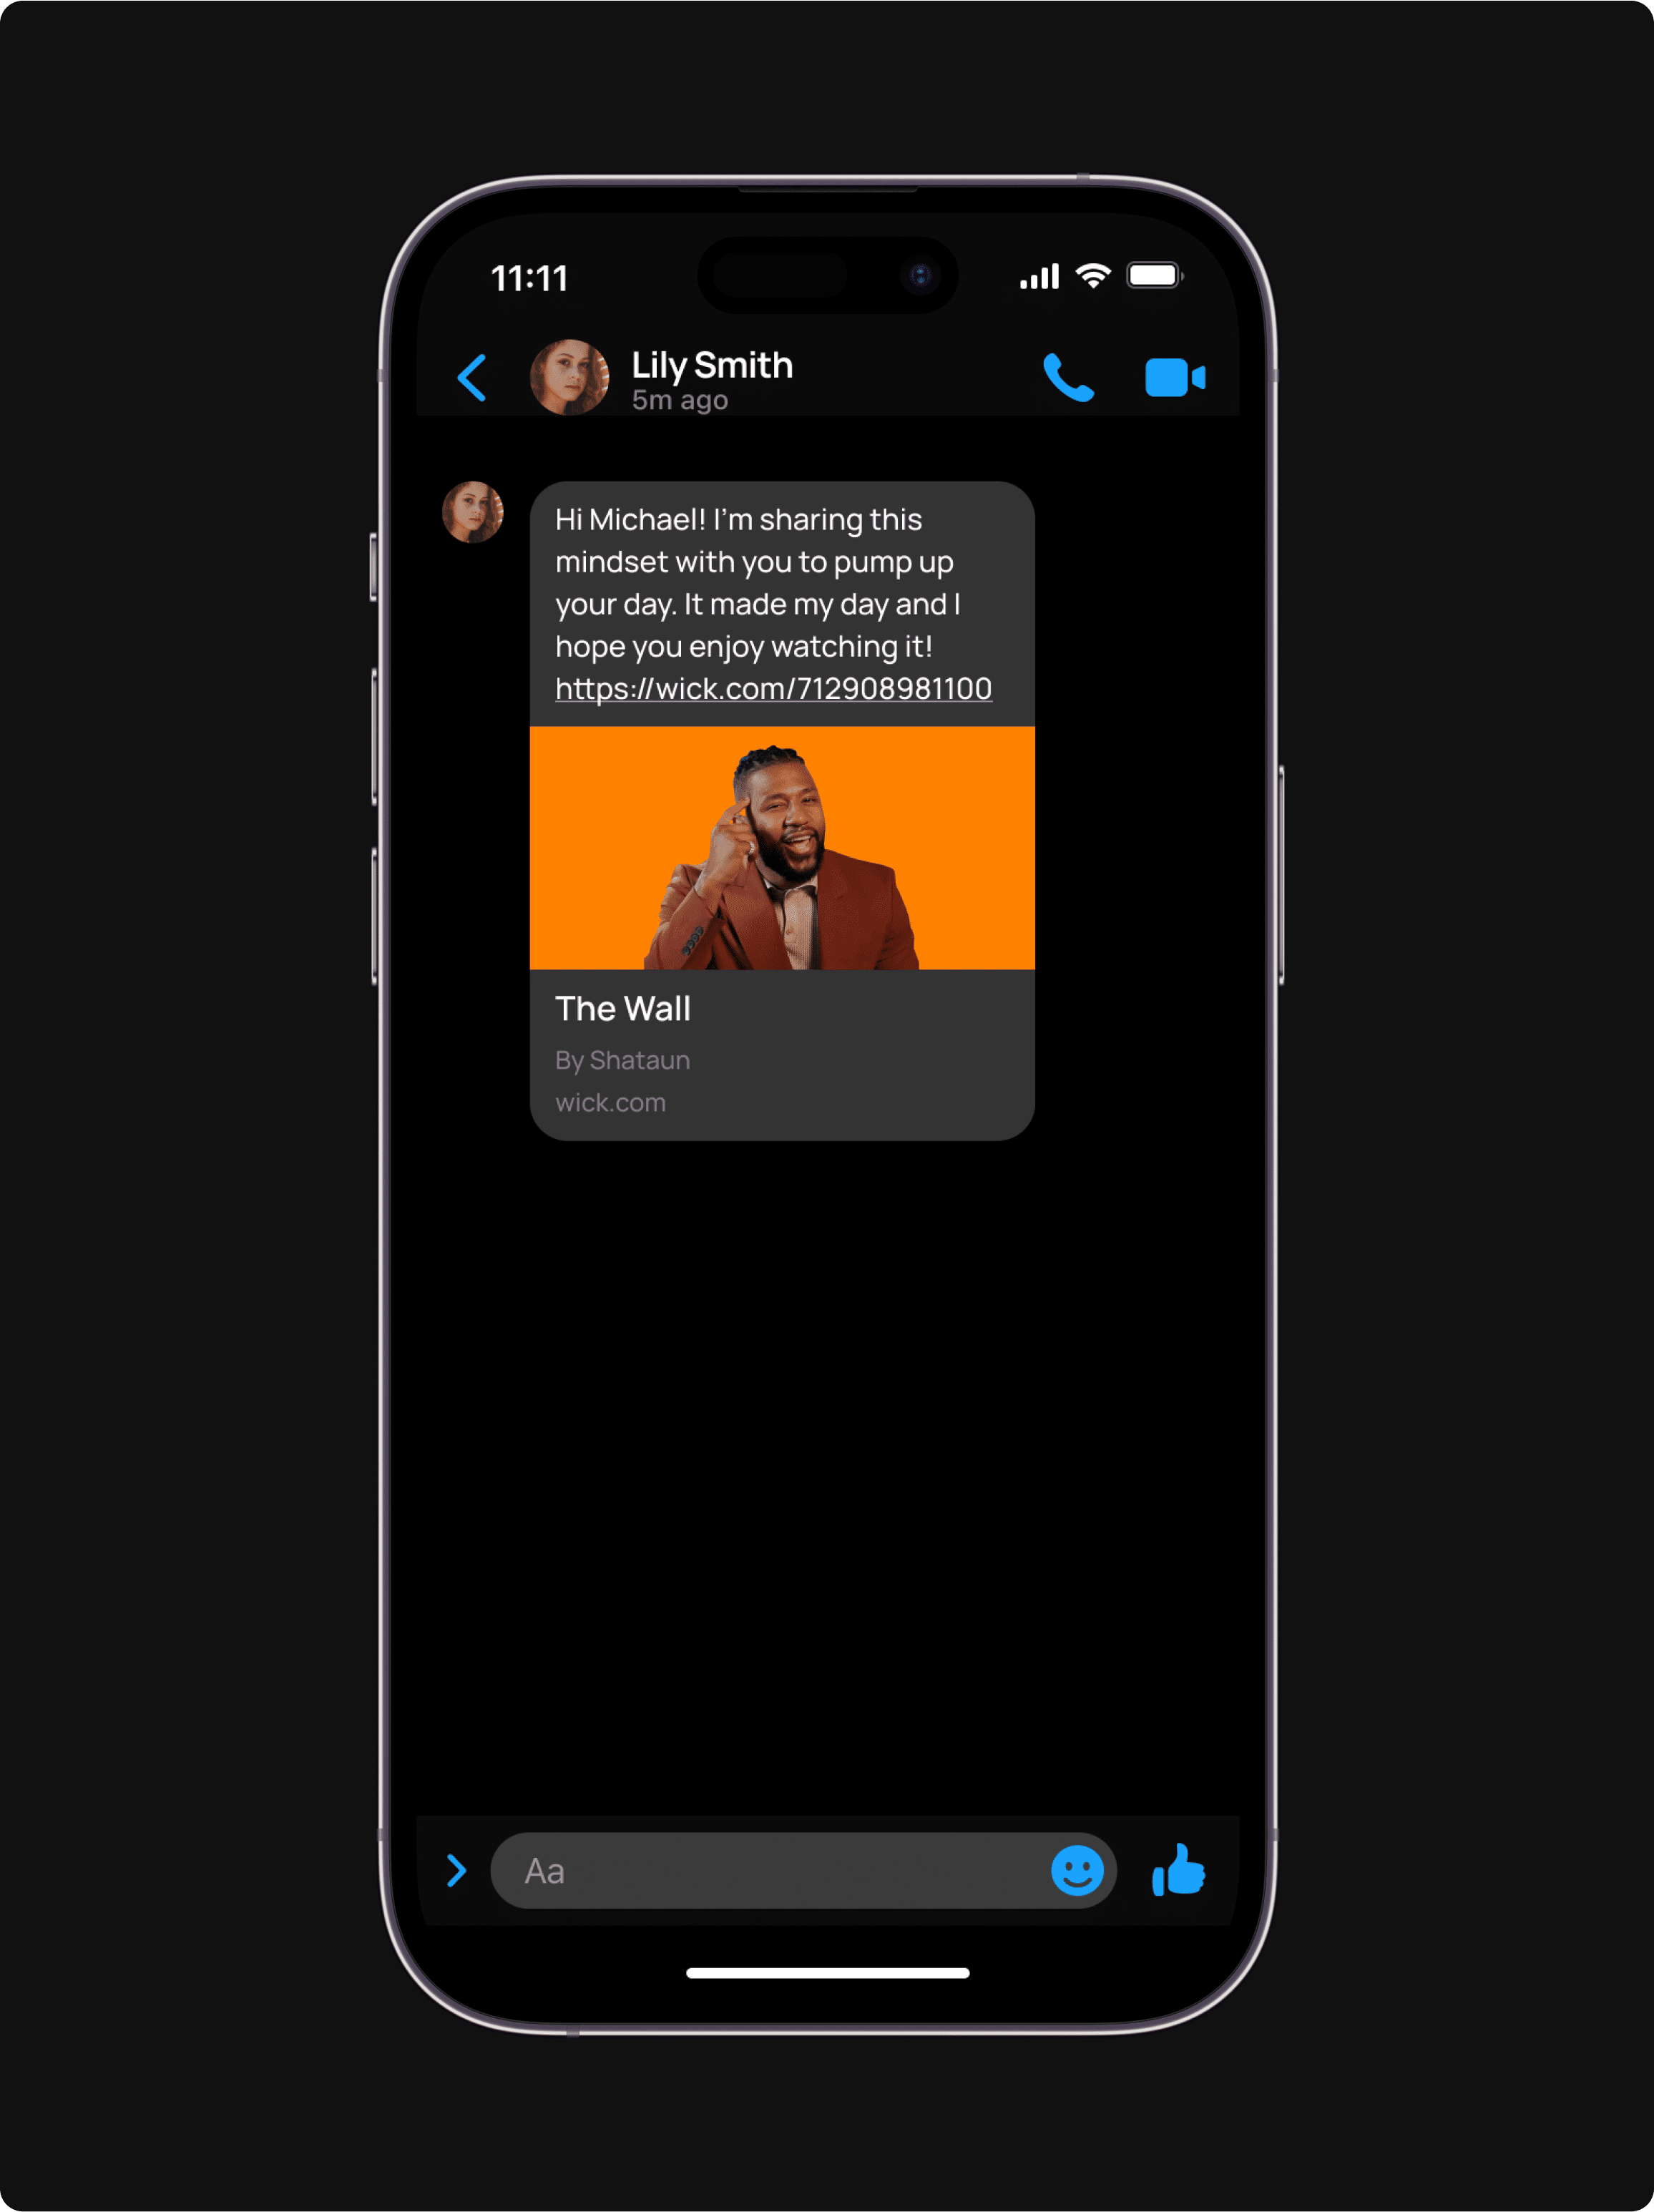 11:11
Lily Smith
5m ago
Hi Michael! I'm sharing this
mindset with you to pump up
your day. It made my day and I
hope you enjoy watching it!
https://wick.com/712908981100
The Wall
By Shataun
wick.com
Aa